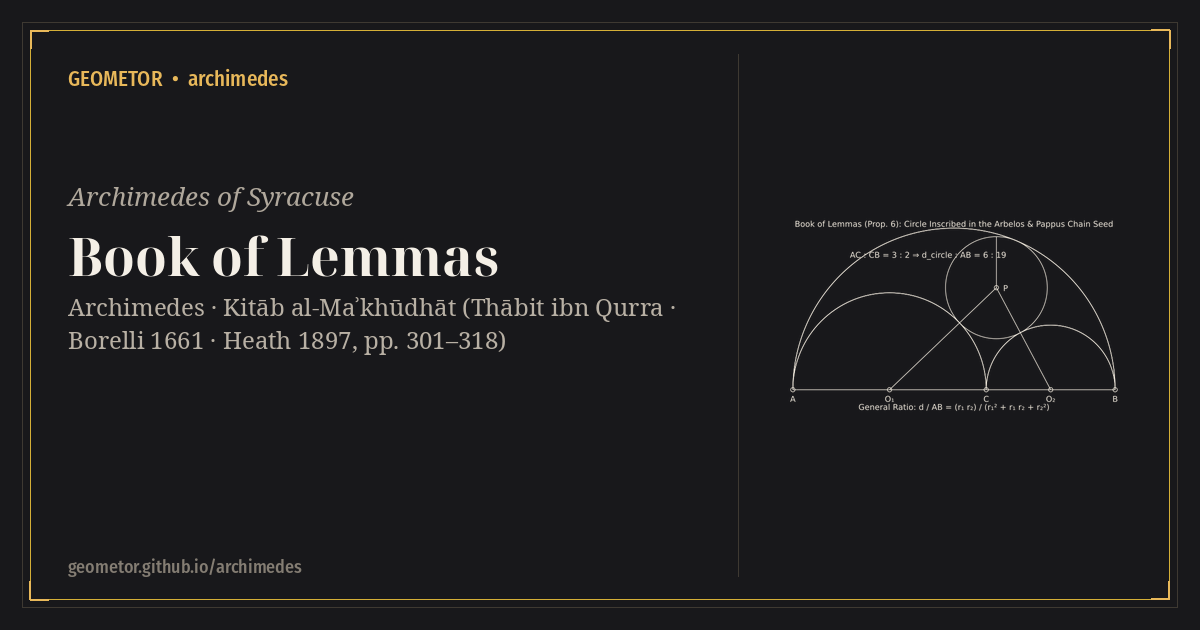 GEOMETOR • archimedes
Archimedes of Syracuse
Book of Lemmas
Archimedes · Kitāb al-Maʾkhūdhāt (Thābit ibn Qurra ·
Borelli 1661 · Heath 1897, pp. 301–318)
geometor.github.io/archimedes
Book of Lemmas (Prop. 6): Circle Inscribed in the Arbelos & Pappus Chain Seed
AC : CB = 3 : 2 ⇒ d_circle : AB = 6 : 19
P
A O₁ C O₂ B
General Ratio: d / AB = (r₁ r₂) / (r₁² + r₁ r₂ + r₂²)